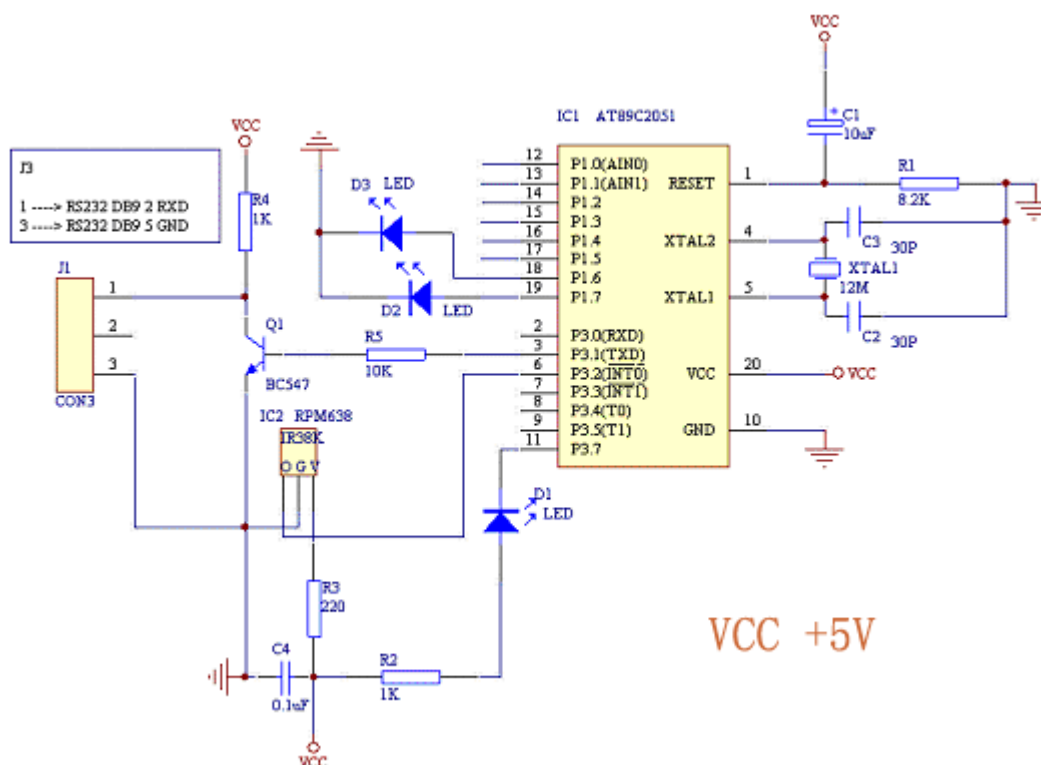 VCC
C1
10uF
IC1 AT89C2051
VCC
J3
1 ----> RS232 DB9 2 RXD
3 ----> RS232 DB9 5 GND
R4
1K
D3 LED
D2 LED
12 P1.0(AIN0)
13 P1.1(AIN1)
14 P1.2
15 P1.3
16 P1.4
17 P1.5
18 P1.6
19 P1.7
2 P3.0(RXD)
3 P3.1(TXD)
6 P3.2(INT0)
7 P3.3(INT1)
8 P3.4(T0)
9 P3.5(T1)
11 P3.7
RESET 1
XTAL2 4
XTAL1 5
VCC 20
GND 10
R1
8.2K
C3 30P
XTAL1
12M
C2 30P
VCC
J1
1
2
3
CON3
Q1
BC547
R5
10K
IC2 RPM638
IR38K
O G V
D1
LED
R3
220
C4
0.1uF
R2
1K
VCC
VCC +5V